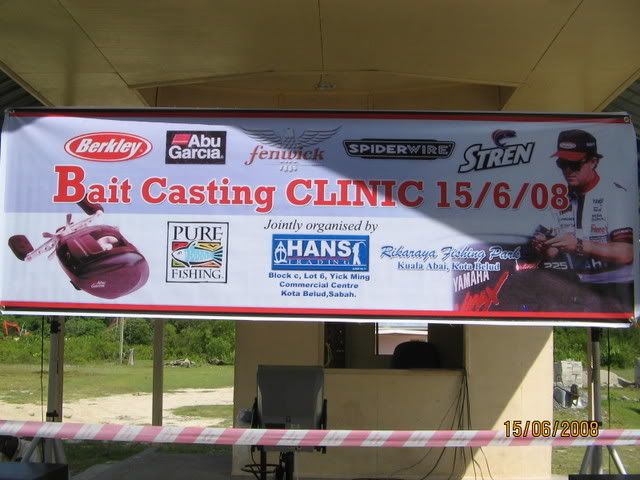 Berkley
Abu Garcia
fenwick
SPIDERWIRE
STREN
Bait Casting CLINIC 15/6/08
PURE
FISHING
Jointly organised by
HANS
TRADING
Block c, Lot 6, Yick Ming
Commercial Centre
Kota Belud,Sabah.
Rikaraya Fishing Park
Kuala Abai, Kota Belud
Abu
Garcia
YAMAHA
15/06/2008